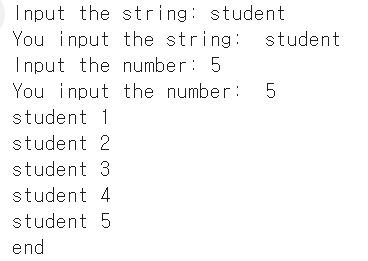 Input the string: student
You input the string:  student
Input the number: 5
You input the number:  5
student 1
student 2
student 3
student 4
student 5
end